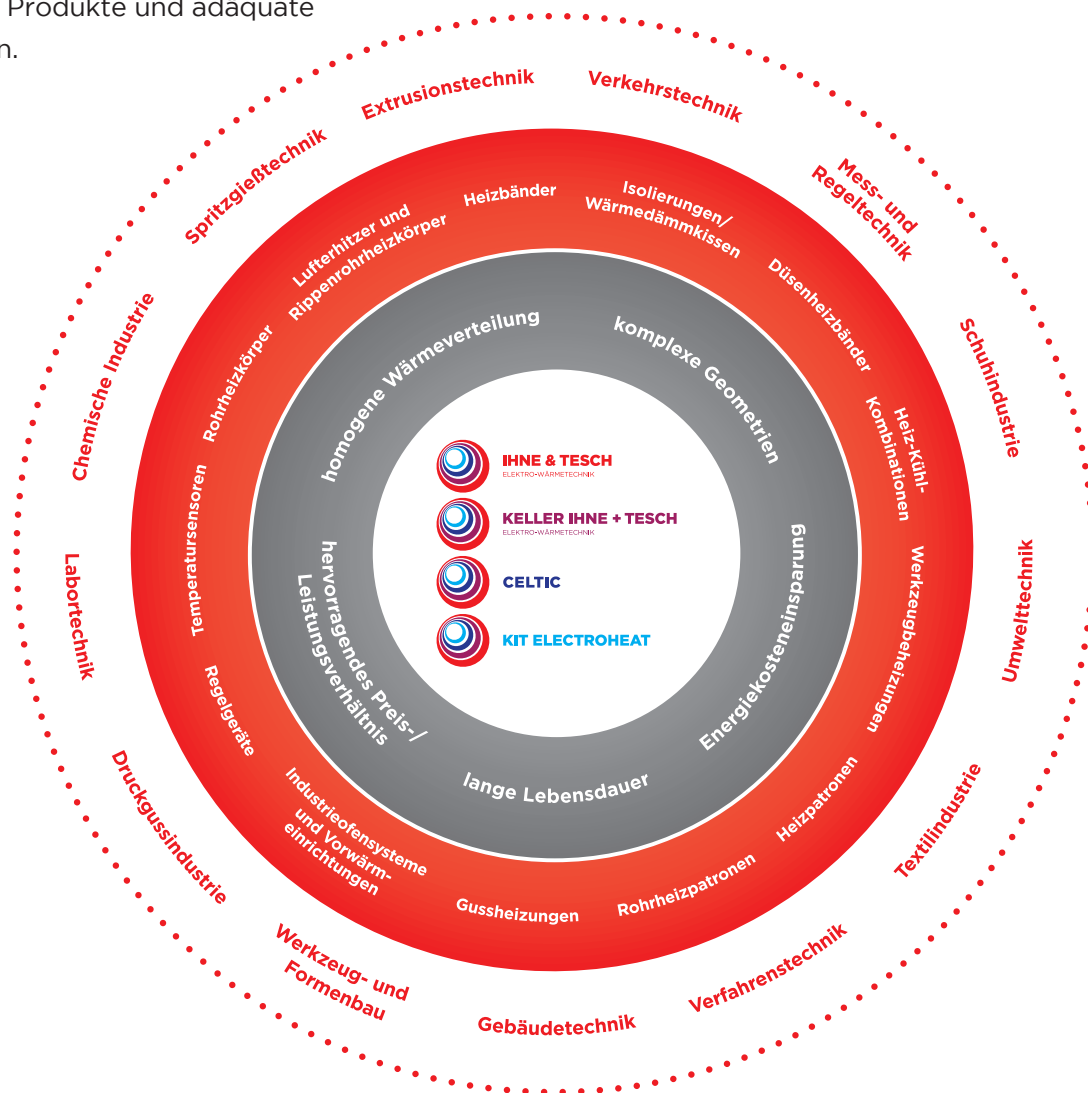 Produkte und adäquate
n.
Extrusionstechnik
Verkehrstechnik
Mess- und
Regeltechnik
Schuhindustrie
Umwelttechnik
Textilindustrie
Verfahrenstechnik
Gebäudetechnik
Werkzeug- und
Formenbau
Druckgussindustrie
Labortechnik
Chemische Industrie
Spritzgießtechnik
Heizbänder
Isolierungen/
Wärmedämmkissen
Düsenheizbänder
Heiz-Kühl-
Kombinationen
Werkzeugbeheizungen
Heizpatronen
Rohrheizpatronen
Gussheizungen
Industrieofensysteme
und Vorwärm-
einrichtungen
Regelgeräte
Temperatursensoren
Rohrheizkörper
Lufterhitzer und
Rippenrohrheizkörper
homogene Wärmeverteilung
komplexe Geometrien
Energiekosteneinsparung
lange Lebensdauer
hervorragendes Preis-/
Leistungsverhältnis
IHNE & TESCH
ELEKTRO-WÄRMETECHNIK
KELLER IHNE + TESCH
ELEKTRO-WÄRMETECHNIK
CELTIC
KIT ELECTROHEAT